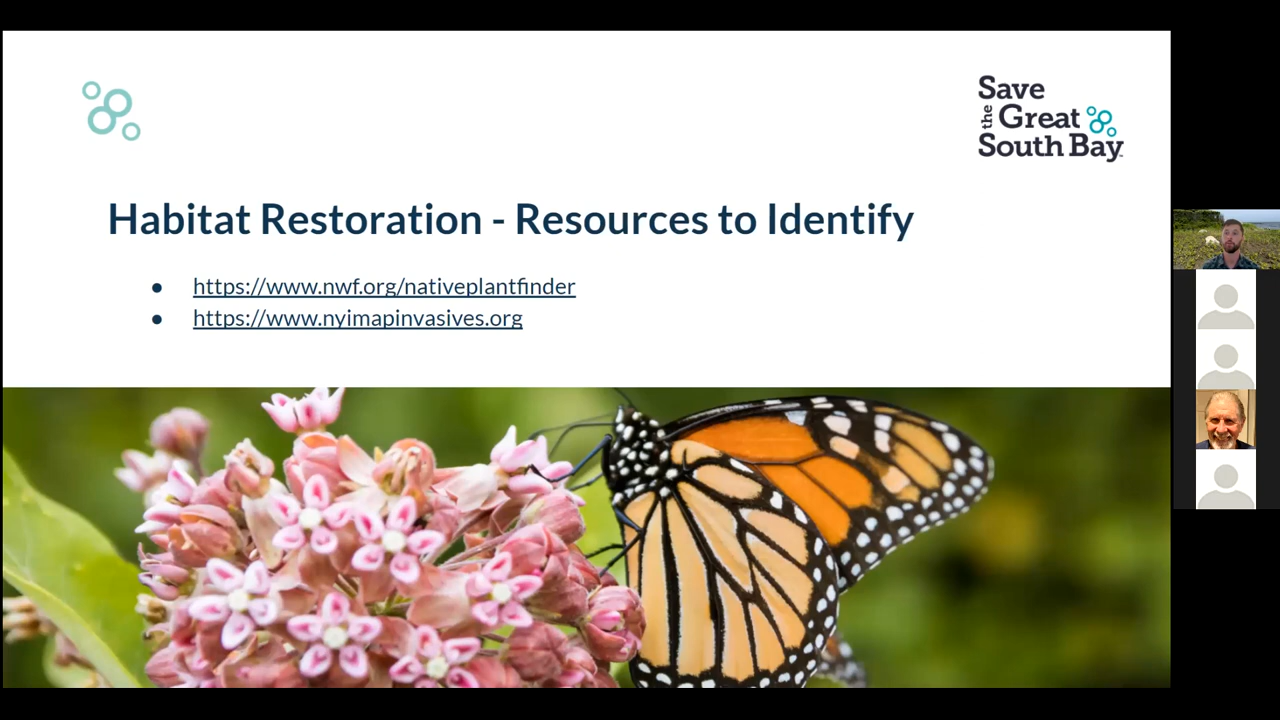 Save
the Great
South Bay
Habitat Restoration - Resources to Identify
https://www.nwf.org/nativeplantfinder
https://www.nyimapinvasives.org